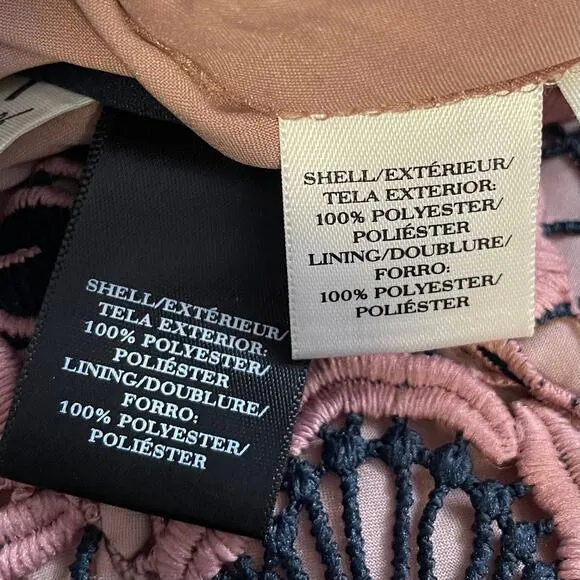 SHELL/EXTÉRIEUR/
TELA EXTERIOR:
100% POLYESTER/
POLIÉSTER
LINING/DOUBLURE/
FORRO:
100% POLYESTER/
POLIÉSTER
SHELL/EXTÉRIEUR/
TELA EXTERIOR:
100% POLYESTER/
POLIÉSTER
LINING/DOUBLURE/
FORRO:
100% POLYESTER/
POLIÉSTER